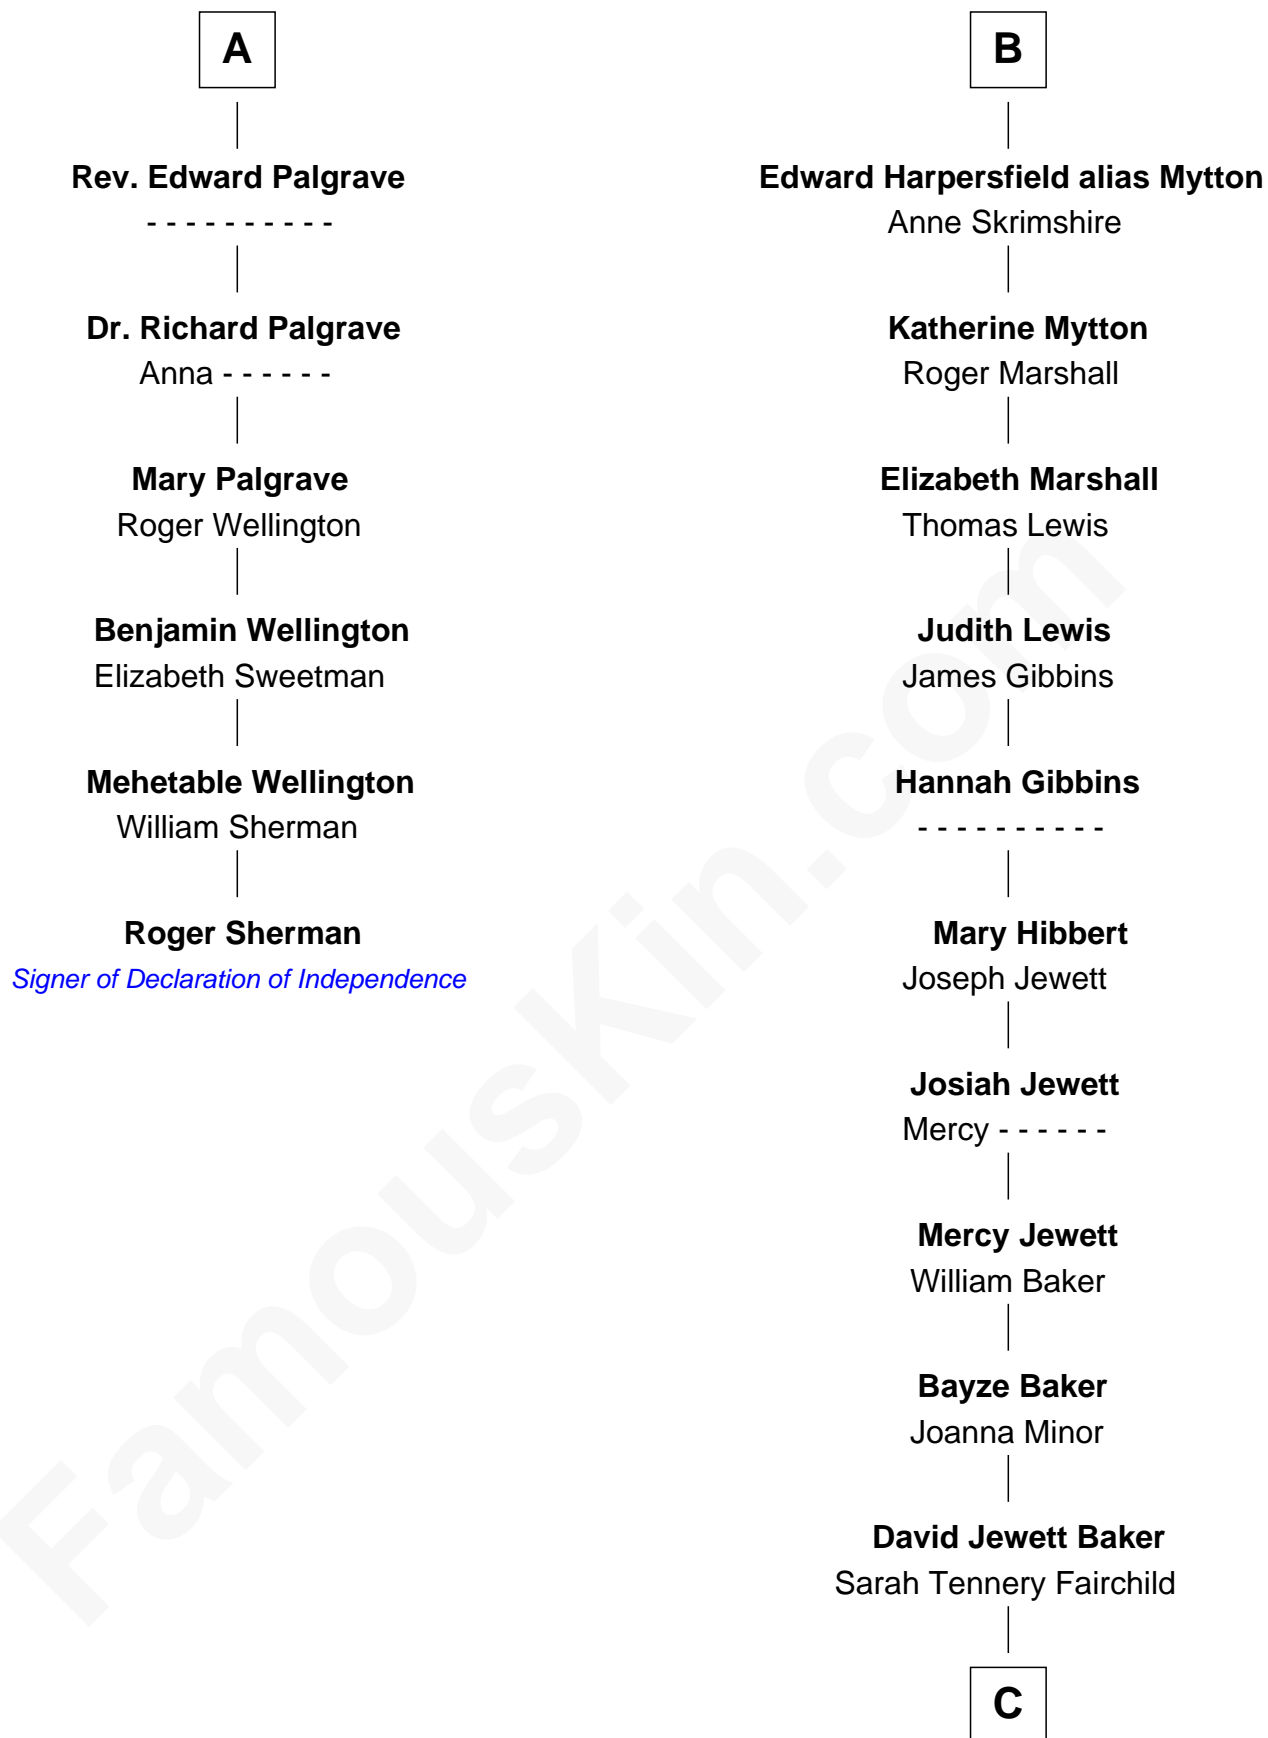 A
Rev. Edward Palgrave
- - - - - - - - - -
Dr. Richard Palgrave
Anna - - - - - -
Mary Palgrave
Roger Wellington
Benjamin Wellington
Elizabeth Sweetman
Mehetable Wellington
William Sherman
Roger Sherman
Signer of Declaration of Independence
B
Edward Harpersfield alias Mytton
Anne Skrimshire
Katherine Mytton
Roger Marshall
Elizabeth Marshall
Thomas Lewis
Judith Lewis
James Gibbins
Hannah Gibbins
- - - - - - - - - -
Mary Hibbert
Joseph Jewett
Josiah Jewett
Mercy - - - - - -
Mercy Jewett
William Baker
Bayze Baker
Joanna Minor
David Jewett Baker
Sarah Tennery Fairchild
C
FamousKin.com